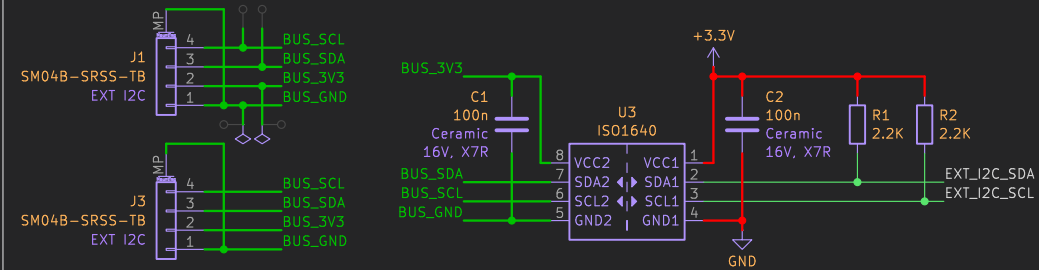 MP
J1
SM04B-SRSS-TB
EXT I2C
4
3
2
1
BUS_SCL
BUS_SDA
BUS_3V3
BUS_GND
MP
J3
SM04B-SRSS-TB
EXT I2C
4
3
2
1
BUS_SCL
BUS_SDA
BUS_3V3
BUS_GND
BUS_3V3
BUS_SDA
BUS_SCL
BUS_GND
C1
100n
Ceramic
16V, X7R
U3
ISO1640
8 VCC2 VCC1 1
7 SDA2 SDA1 2
6 SCL2 SCL1 3
5 GND2 GND1 4
+3.3V
C2
100n
Ceramic
16V, X7R
GND
R1
2.2K
R2
2.2K
EXT_I2C_SDA
EXT_I2C_SCL